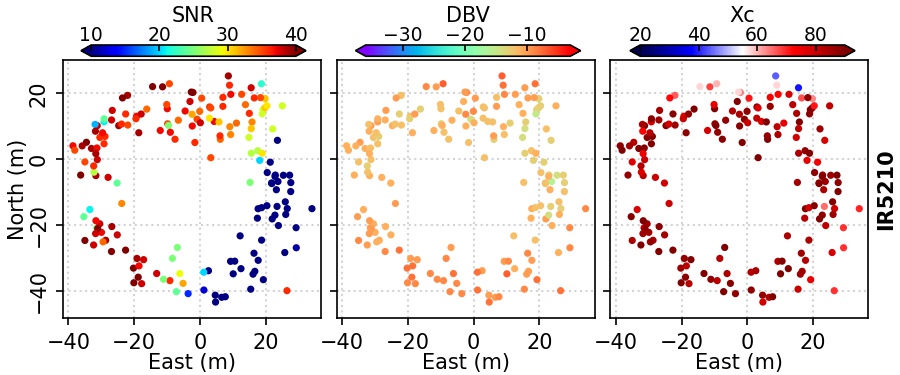 SNR DBV Xc
10 20 30 40 −30 −20 −10 20 40 60 80
North (m)
20
0
−20
−40
−40 −20 0 20 −40 −20 0 20 −40 −20 0 20
East (m) East (m) East (m)
IR5210